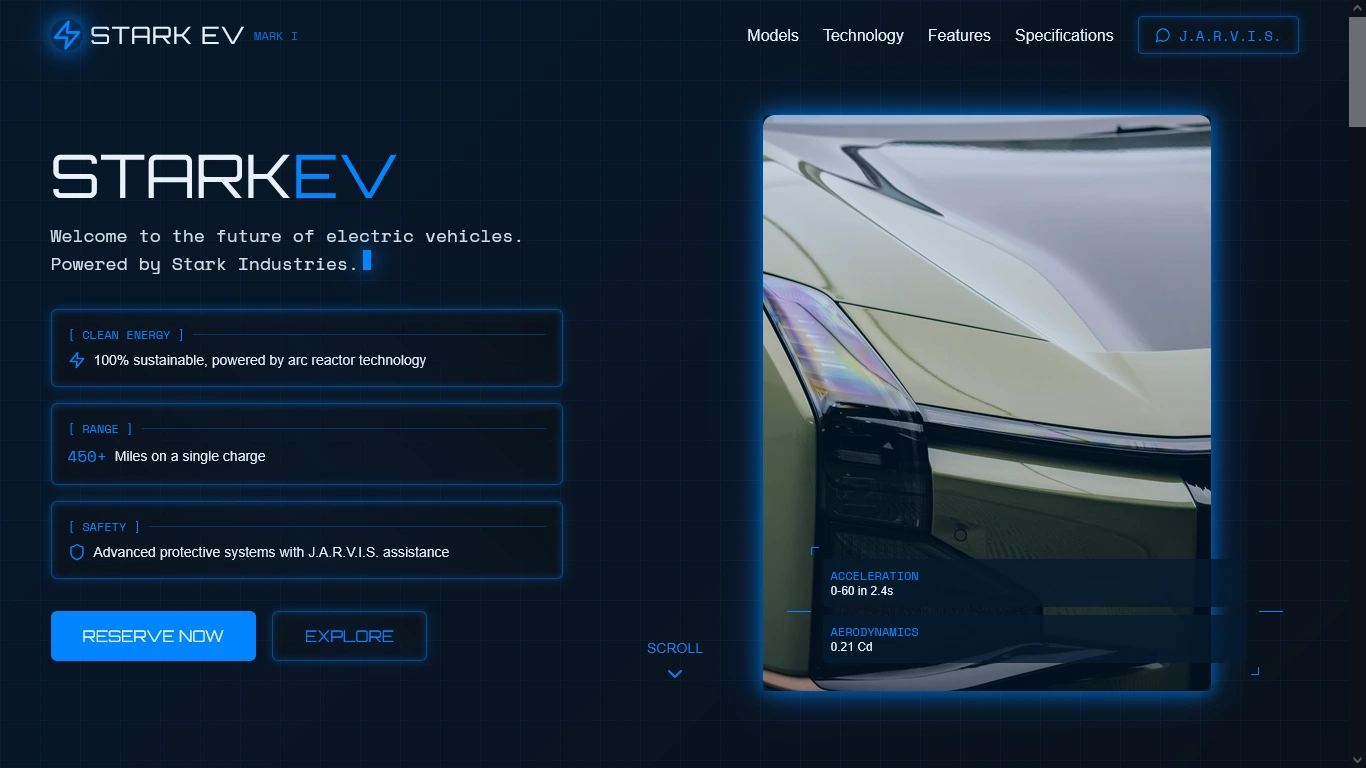 STARK EV MARK I
Models Technology Features Specifications J.A.R.V.I.S.
STARKEV
Welcome to the future of electric vehicles.
Powered by Stark Industries.
[ CLEAN ENERGY ]
100% sustainable, powered by arc reactor technology
[ RANGE ]
450+ Miles on a single charge
[ SAFETY ]
Advanced protective systems with J.A.R.V.I.S. assistance
RESERVE NOW EXPLORE
SCROLL
ACCELERATION
0-60 in 2.4s
AERODYNAMICS
0.21 Cd